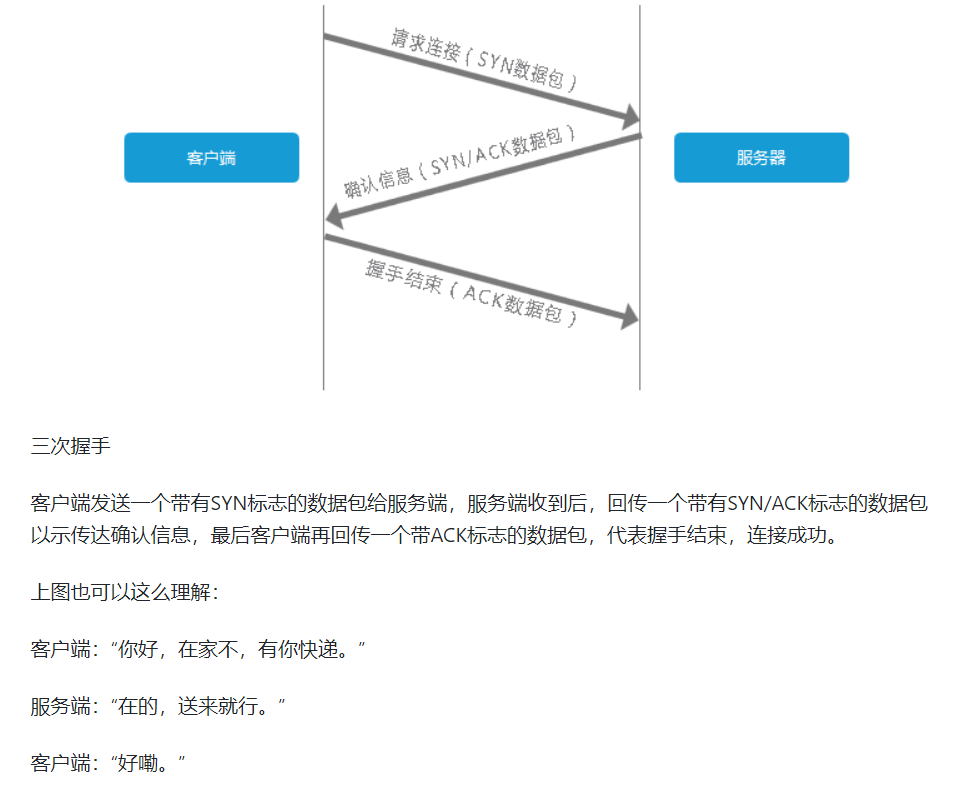 请求连接（SYN数据包）
客户端
确认信息（SYN/ACK数据包）
服务器
握手结束（ACK数据包）
三次握手
客户端发送一个带有SYN标志的数据包给服务端，服务端收到后，回传一个带有SYN/ACK标志的数据包
以示传达确认信息，最后客户端再回传一个带ACK标志的数据包，代表握手结束，连接成功。
上图也可以这么理解：
客户端：“你好，在家不，有你快递。”
服务端：“在的，送来就行。”
客户端：“好嘞。”